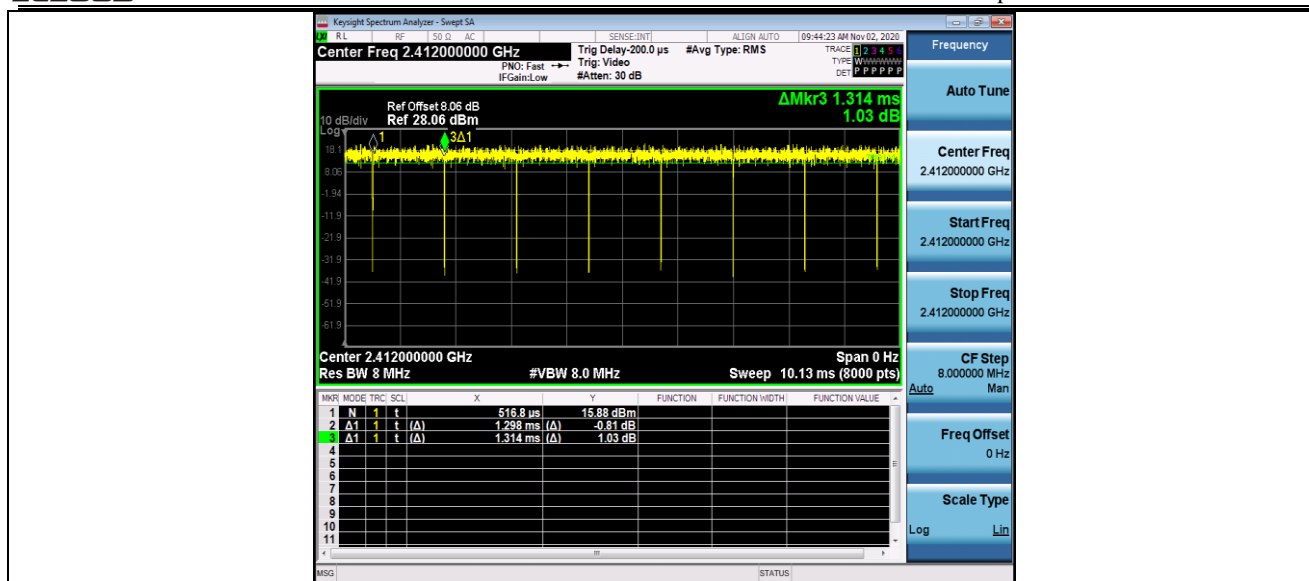 Keysight Spectrum Analyzer - Swept SA
RL RF 50 Ω AC SENSE:INT ALIGN AUTO 09:44:23 AM Nov 02, 2020
Center Freq 2.412000000 GHz
Trig Delay-200.0 µs #Avg Type: RMS
PNO: Fast Trig: Video
IFGain:Low #Atten: 30 dB
TRACE 1 2 3 4 5 6
TYPE WWWWWW
DET P P P P P P
Frequency
Auto Tune
Center Freq
2.412000000 GHz
Start Freq
2.412000000 GHz
Stop Freq
2.412000000 GHz
CF Step
8.000000 MHz
Auto Man
Freq Offset
0 Hz
Scale Type
Log Lin
Ref Offset 8.06 dB
10 dB/div Ref 28.06 dBm
Log
ΔMkr3 1.314 ms
1.03 dB
1
3Δ1
18.1
8.06
-1.94
-11.9
-21.9
-31.9
-41.9
-51.9
-61.9
Center 2.412000000 GHz Span 0 Hz
Res BW 8 MHz #VBW 8.0 MHz Sweep 10.13 ms (8000 pts)
MKR MODE TRC SCL X Y FUNCTION FUNCTION WIDTH FUNCTION VALUE
1 N 1 t 516.8 µs 15.88 dBm
2 Δ1 1 t (Δ) 1.298 ms (Δ) -0.81 dB
3 Δ1 1 t (Δ) 1.314 ms (Δ) 1.03 dB
4
5
6
7
8
9
10
11
MSG STATUS